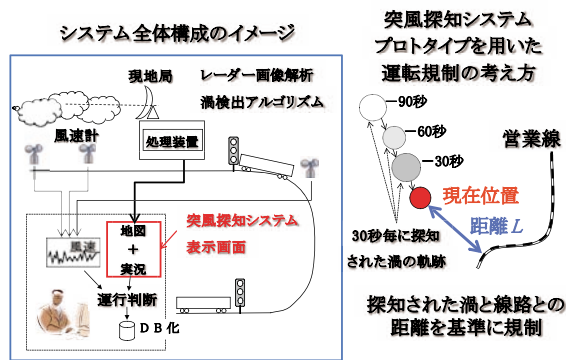 システム全体構成のイメージ
現地局
レーダー画像解析
渦検出アルゴリズム
風速計
処理装置
風速
地図
+
実況
突風探知システム
表示画面
運行判断
DB化
突風探知システム
プロトタイプを用いた
運転規制の考え方
−90秒
−60秒
−30秒
営業線
現在位置
距離L
30秒毎に探知
された渦の軌跡
探知された渦と線路との
距離を基準に規制